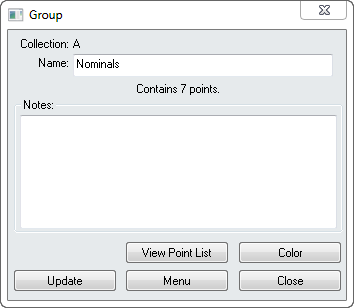 Group
Collection: A
Name: Nominals
Contains 7 points.
Notes:
View Point List Color
Update Menu Close